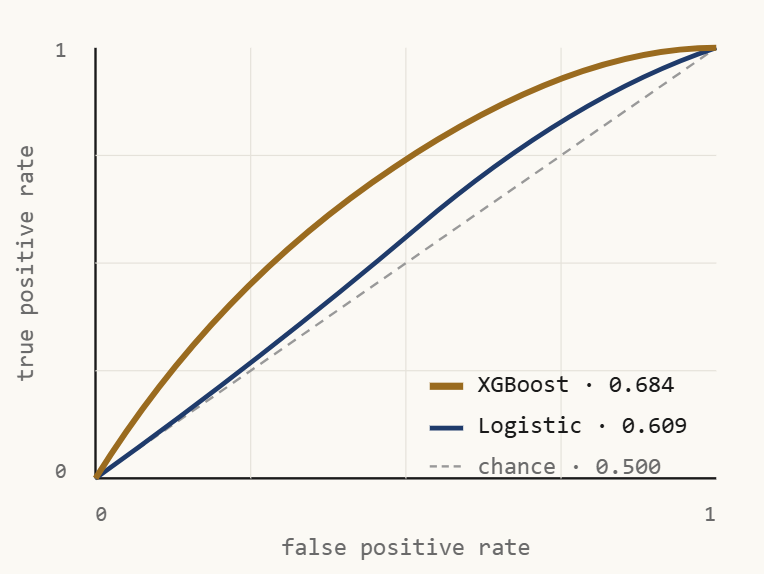 1
true positive rate
XGBoost · 0.684
Logistic · 0.609
chance · 0.500
0
0
1
false positive rate